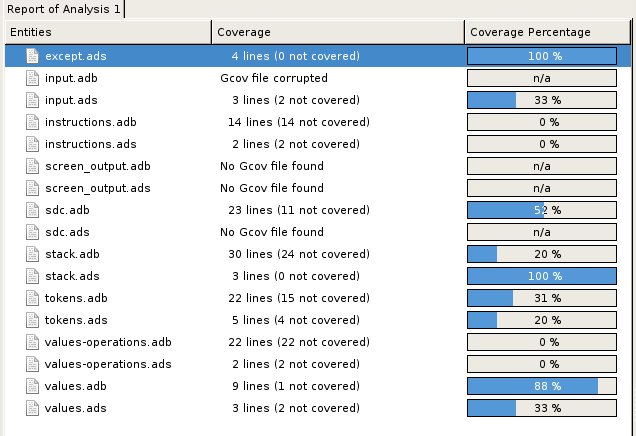 Report of Analysis 1
Entities Coverage Coverage Percentage
except.ads 4 lines (0 not covered) 100 %
input.adb Gcov file corrupted n/a
input.ads 3 lines (2 not covered) 33 %
instructions.adb 14 lines (14 not covered) 0 %
instructions.ads 2 lines (2 not covered) 0 %
screen_output.adb No Gcov file found n/a
screen_output.ads No Gcov file found n/a
sdc.adb 23 lines (11 not covered) 52 %
sdc.ads No Gcov file found n/a
stack.adb 30 lines (24 not covered) 20 %
stack.ads 3 lines (0 not covered) 100 %
tokens.adb 22 lines (15 not covered) 31 %
tokens.ads 5 lines (4 not covered) 20 %
values-operations.adb 22 lines (22 not covered) 0 %
values-operations.ads 2 lines (2 not covered) 0 %
values.adb 9 lines (1 not covered) 88 %
values.ads 3 lines (2 not covered) 33 %